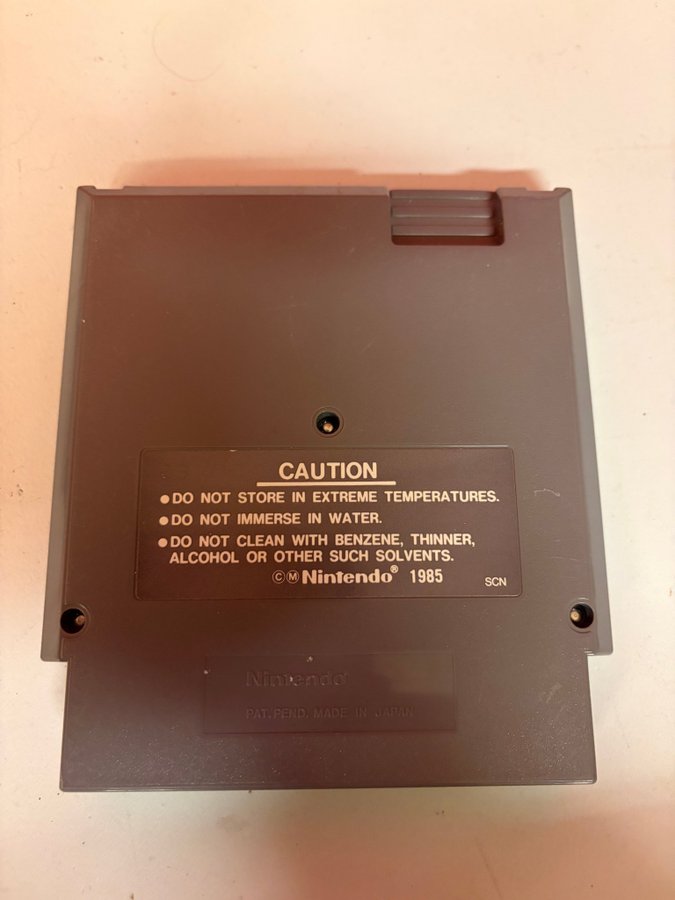 CAUTION
●DO NOT STORE IN EXTREME TEMPERATURES.
●DO NOT IMMERSE IN WATER.
●DO NOT CLEAN WITH BENZENE, THINNER,
ALCOHOL OR OTHER SUCH SOLVENTS.
ⒸⓂNintendo® 1985
SCN
Nintendo
PAT. PEND. MADE IN JAPAN